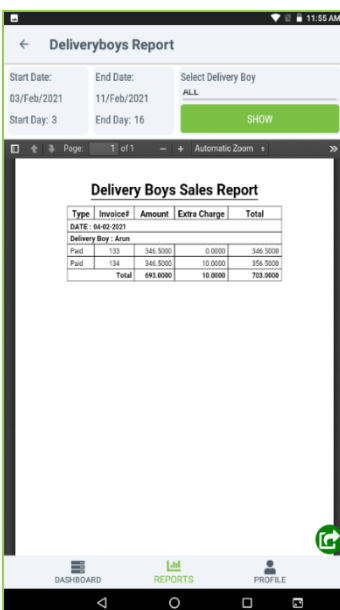 11:55 AM
Deliveryboys Report
Start Date: End Date: Select Delivery Boy
03/Feb/2021 11/Feb/2021 ALL
Start Day: 3 End Day: 16 SHOW
Page: 1 of 1 Automatic Zoom
Delivery Boys Sales Report
Type Invoice# Amount Extra Charge Total
DATE : 04-02-2021
Delivery Boy : Arun
Paid 133 346.5000 0.0000 346.5000
Paid 134 346.5000 10.0000 356.5000
Total 693.0000 10.0000 703.0000
DASHBOARD REPORTS PROFILE